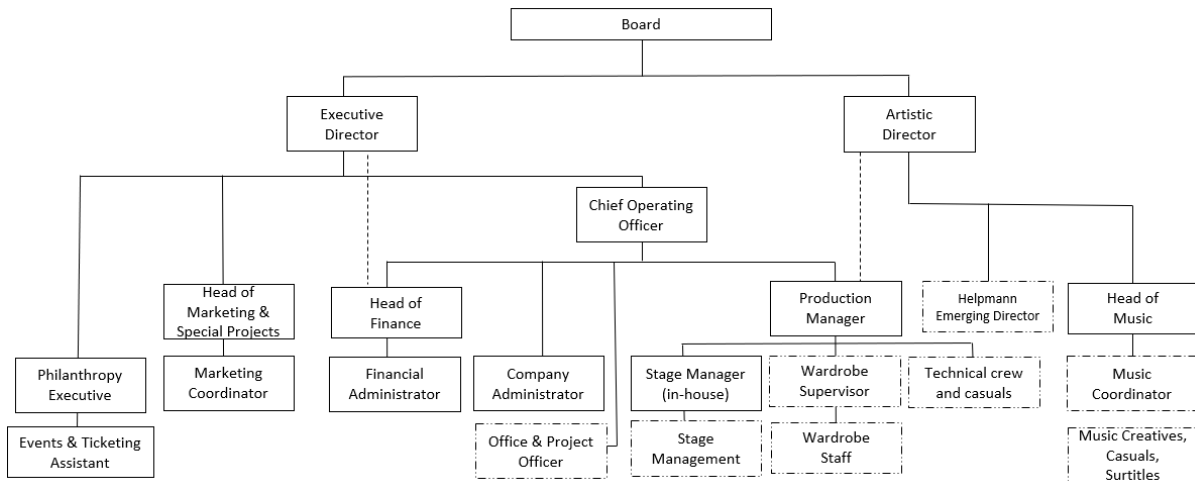 Board
Executive
Director
Artistic
Director
Chief Operating
Officer
Head of
Marketing &
Special Projects
Head of
Finance
Production
Manager
Helpmann
Emerging Director
Head of
Music
Philanthropy
Executive
Marketing
Coordinator
Financial
Administrator
Company
Administrator
Stage Manager
(in-house)
Wardrobe
Supervisor
Technical crew
and casuals
Music
Coordinator
Events & Ticketing
Assistant
Office & Project
Officer
Stage
Management
Wardrobe
Staff
Music Creatives,
Casuals,
Surtitles